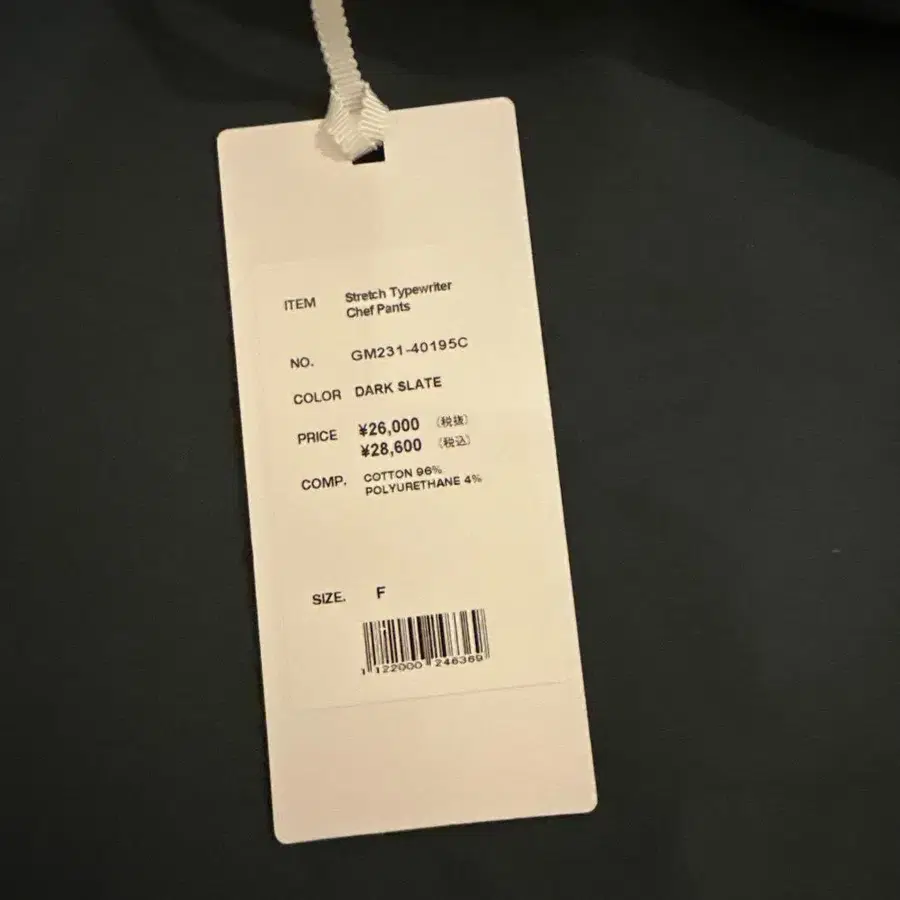 ITEM Stretch Typewriter
Chef Pants
NO. GM231-40195C
COLOR DARK SLATE
PRICE ¥26,000 (税抜)
¥28,600 (税込)
COMP. COTTON 96%
POLYURETHANE 4%
SIZE. F
1 122000 246369